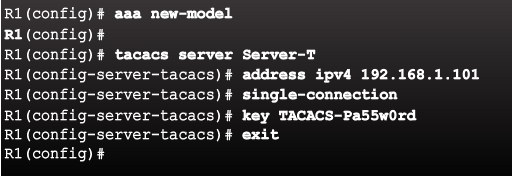 R1(config)# aaa new-model
R1(config)#
R1(config)# tacacs server Server-T
R1(config-server-tacacs)# address ipv4 192.168.1.101
R1(config-server-tacacs)# single-connection
R1(config-server-tacacs)# key TACACS-Pa55w0rd
R1(config-server-tacacs)# exit
R1(config)#